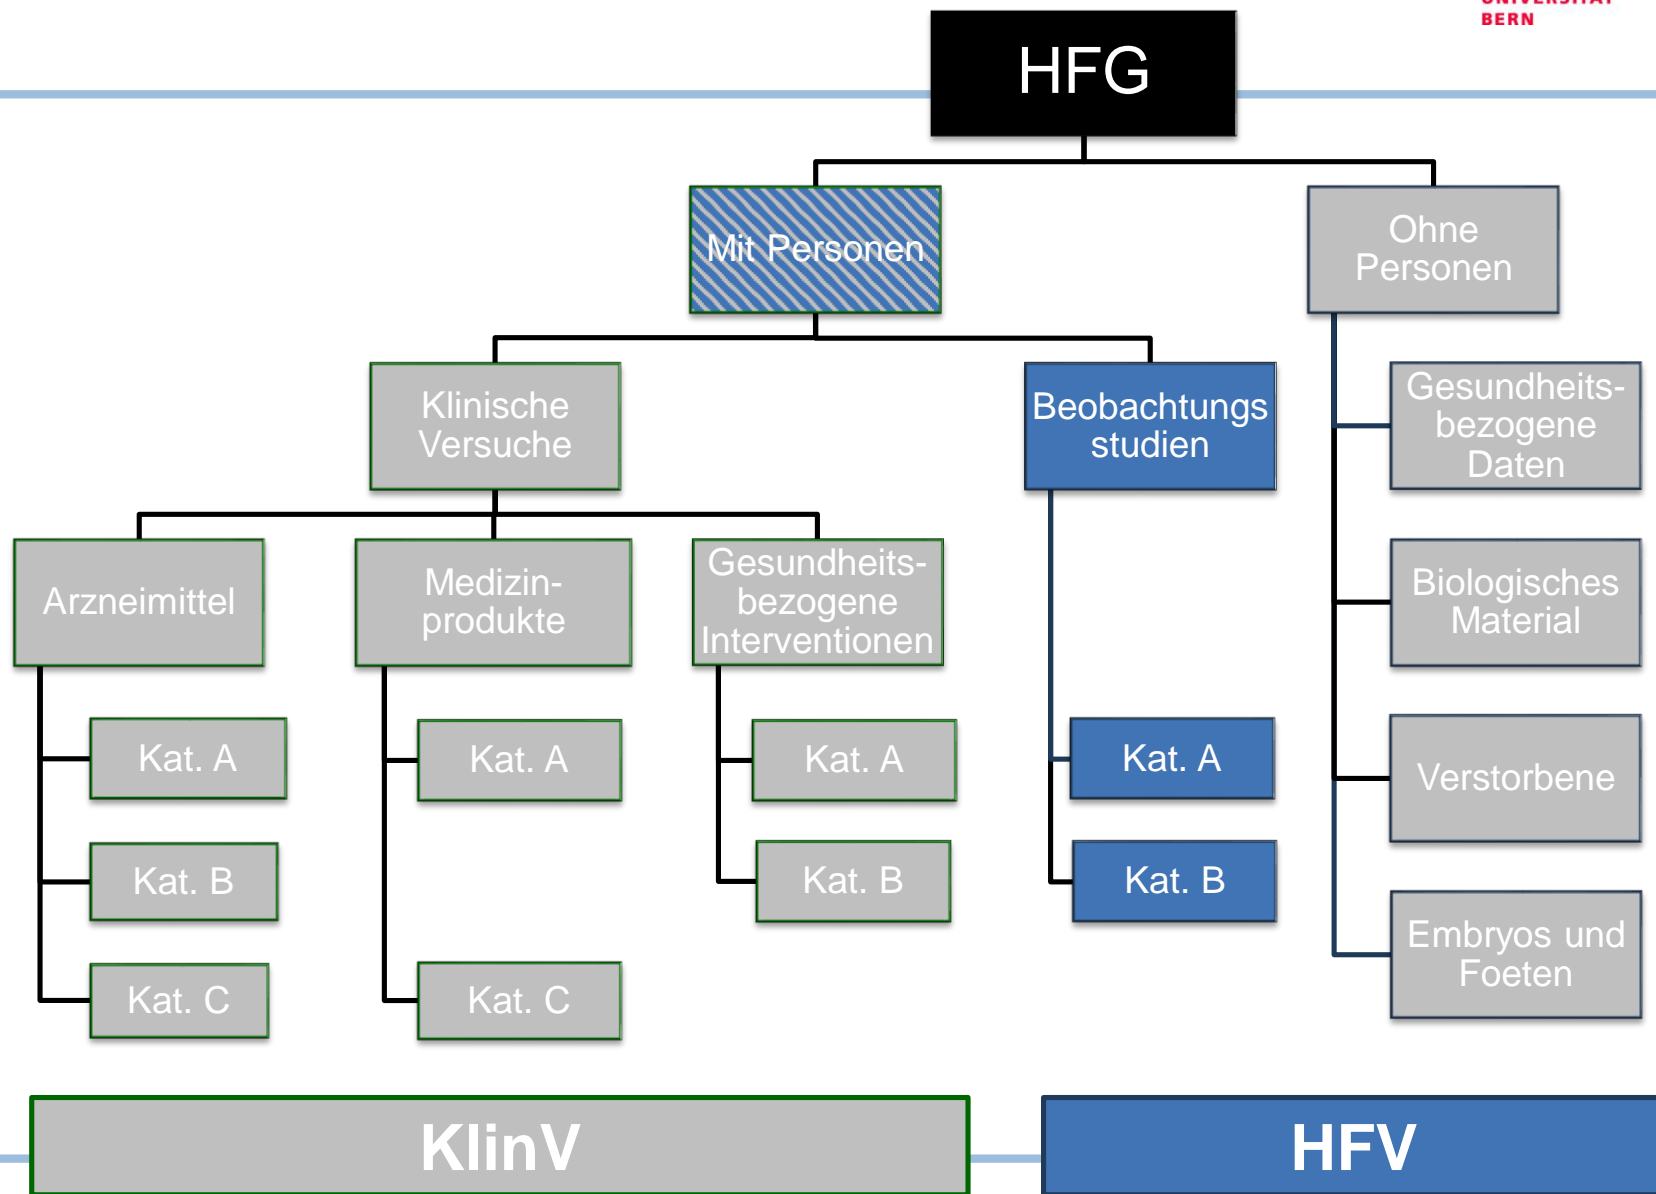 BERN
HFG
Mit Personen
Ohne
Personen
Klinische
Versuche
Beobachtungs
studien
Gesundheits-
bezogene
Daten
Arzneimittel
Medizin-
produkte
Gesundheits-
bezogene
Interventionen
Biologisches
Material
Kat. A
Kat. A
Kat. A
Kat. A
Verstorbene
Kat. B
Kat. B
Kat. B
Embryos und
Foeten
Kat. C
Kat. C
KlinV
HFV